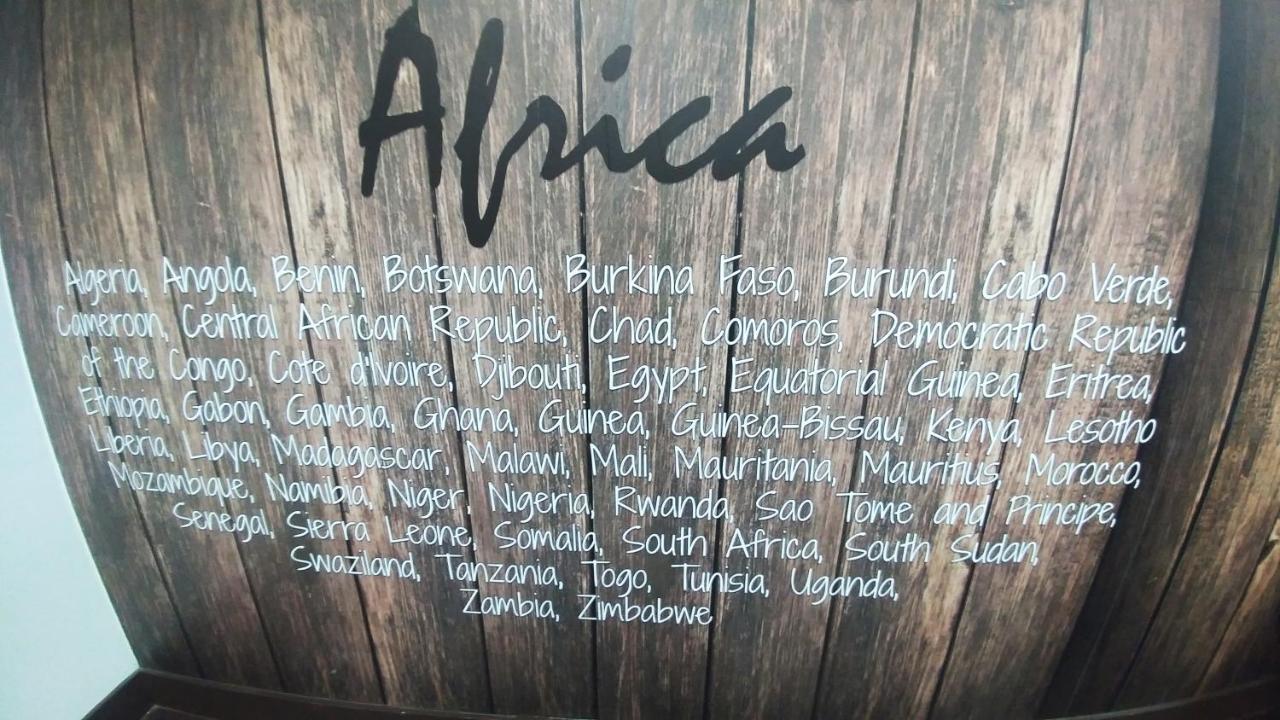 Africa
Algeria, Angola, Benin, Botswana, Burkina Faso, Burundi, Cabo Verde,
Cameroon, Central African Republic, Chad, Comoros, Democratic Republic
of the Congo, Cote d'Ivoire, Djibouti, Egypt, Equatorial Guinea, Eritrea,
Ethiopia, Gabon, Gambia, Ghana, Guinea, Guinea-Bissau, Kenya, Lesotho
Liberia, Libya, Madagascar, Malawi, Mali, Mauritania, Mauritius, Morocco,
Mozambique, Namibia, Niger, Nigeria, Rwanda, Sao Tome and Principe,
Senegal, Sierra Leone, Somalia, South Africa, South Sudan,
Swaziland, Tanzania, Togo, Tunisia, Uganda,
Zambia, Zimbabwe